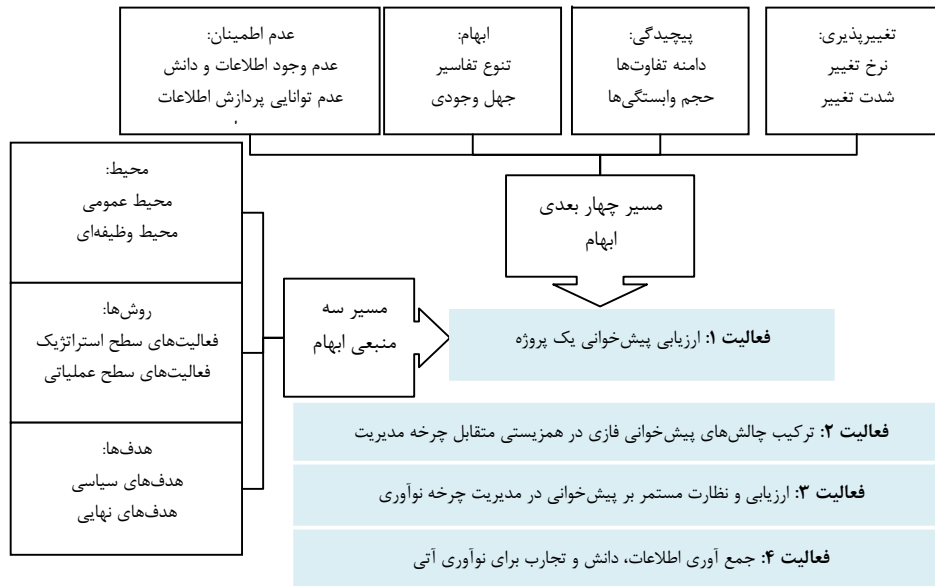 تغییرپذیری:
نرخ تغییر
شدت تغییر
پیچیدگی:
دامنه تفاوت‌ها
حجم وابستگی‌ها
ابهام:
تنوع تفاسیر
جهل وجودی
عدم اطمینان:
عدم وجود اطلاعات و دانش
عدم توانایی پردازش اطلاعات
محیط:
محیط عمومی
محیط وظیفه‌ای
روش‌ها:
فعالیت‌های سطح استراتژیک
فعالیت‌های سطح عملیاتی
هدف‌ها:
هدف‌های سیاسی
هدف‌های نهایی
مسیر چهار بعدی
ابهام
مسیر سه
منبعی ابهام
فعالیت ۱: ارزیابی پیش‌خوانی یک پروژه
فعالیت ۲: ترکیب چالش‌های پیش‌خوانی فازی در همزیستی متقابل چرخه مدیریت
فعالیت ۳: ارزیابی و نظارت مستمر بر پیش‌خوانی در مدیریت چرخه نوآوری
فعالیت ۴: جمع آوری اطلاعات، دانش و تجارب برای نوآوری آتی